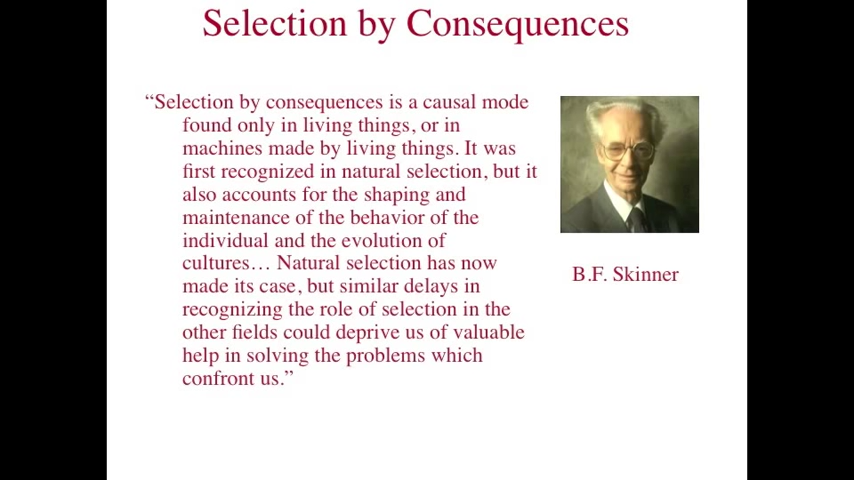 Selection by Consequences
“Selection by consequences is a causal mode
found only in living things, or in
machines made by living things. It was
first recognized in natural selection, but it
also accounts for the shaping and
maintenance of the behavior of the
individual and the evolution of
cultures… Natural selection has now
made its case, but similar delays in
recognizing the role of selection in the
other fields could deprive us of valuable
help in solving the problems which
confront us.”
B.F. Skinner